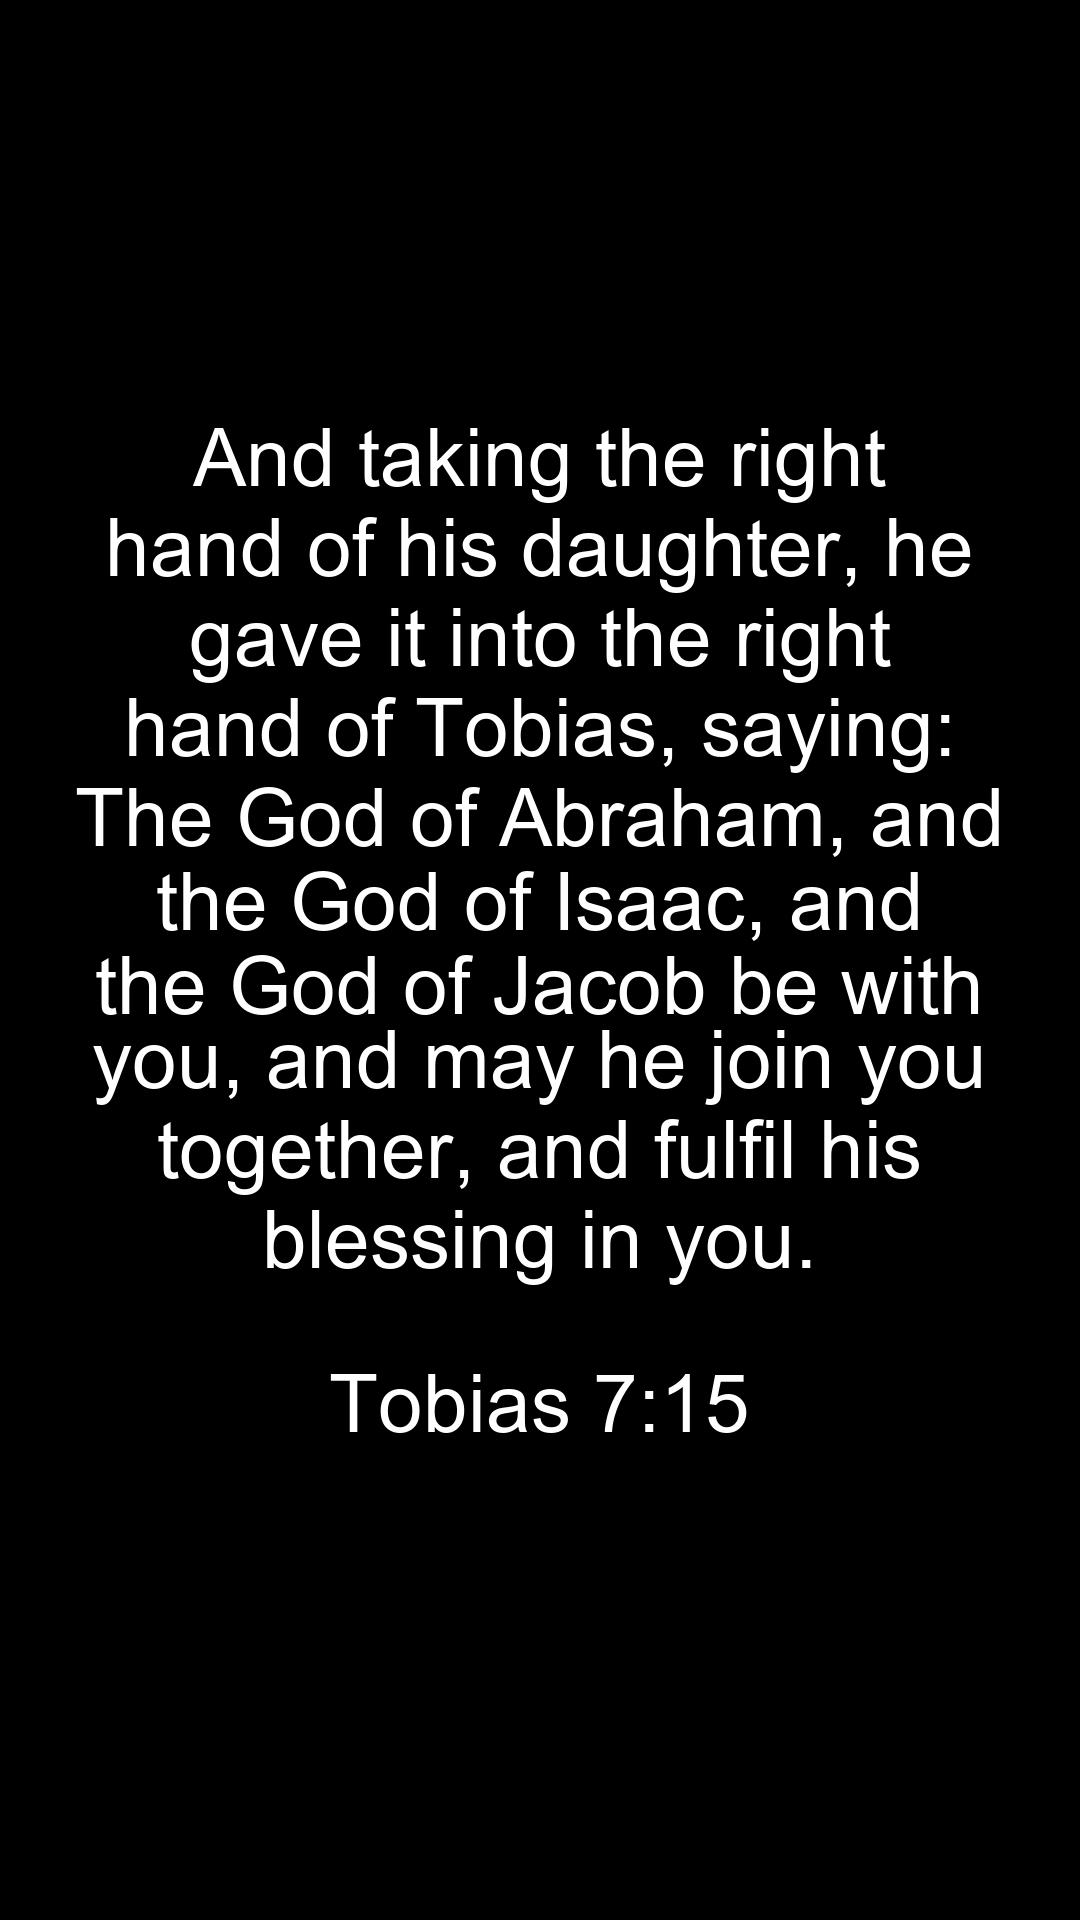 And taking the right
hand of his daughter, he
gave it into the right
hand of Tobias, saying:
The God of Abraham, and
the God of Isaac, and
the God of Jacob be with
you, and may he join you
together, and fulfil his
blessing in you.
Tobias 7:15